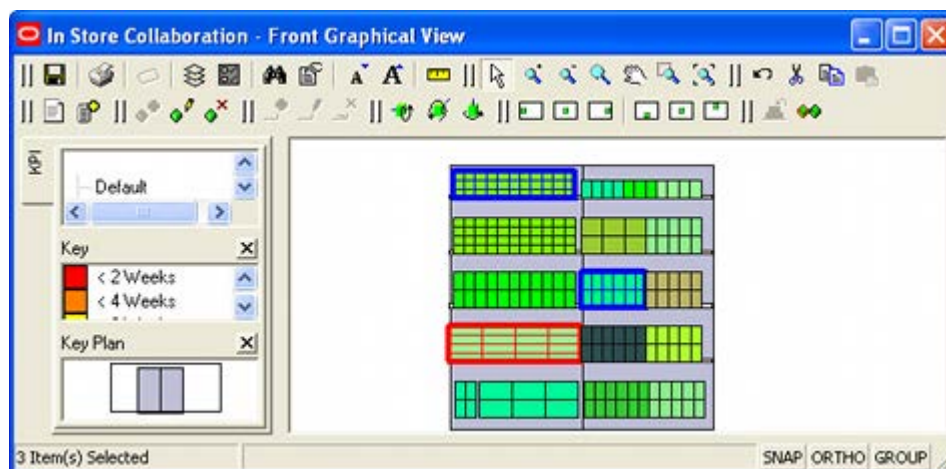 In Store Collaboration - Front Graphical View
KPI
Default
Key
< 2 Weeks
< 4 Weeks
Key Plan
3 Item(s) Selected
SNAP ORTHO GROUP